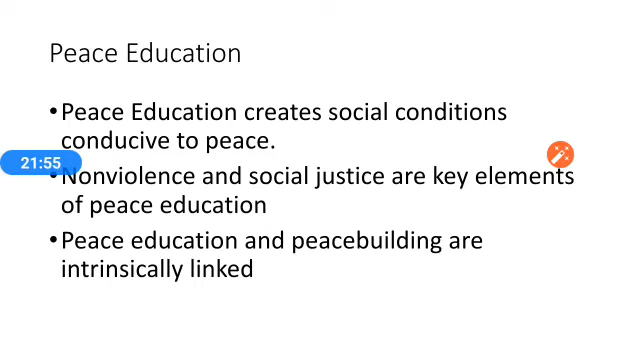 Peace Education
•Peace Education creates social conditions
conducive to peace.
21:55
•Nonviolence and social justice are key elements
of peace education
•Peace education and peacebuilding are
intrinsically linked